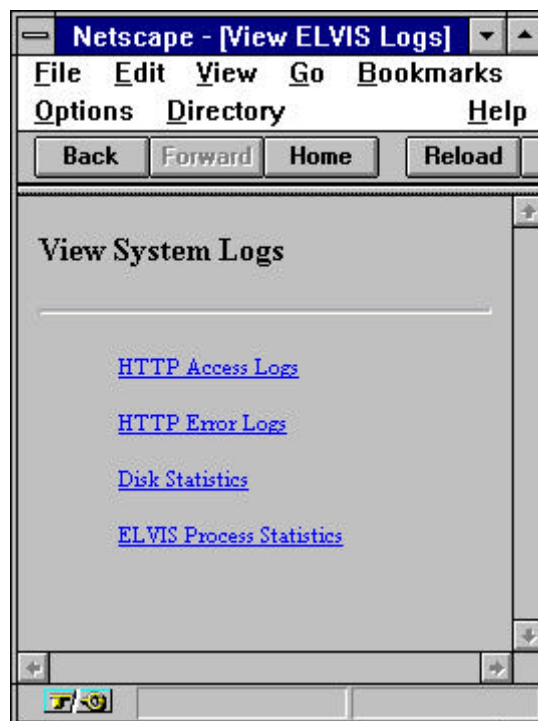 Netscape - [View ELVIS Logs]
File Edit View Go Bookmarks
Options Directory Help
Back Forward Home Reload
View System Logs
HTTP Access Logs
HTTP Error Logs
Disk Statistics
ELVIS Process Statistics